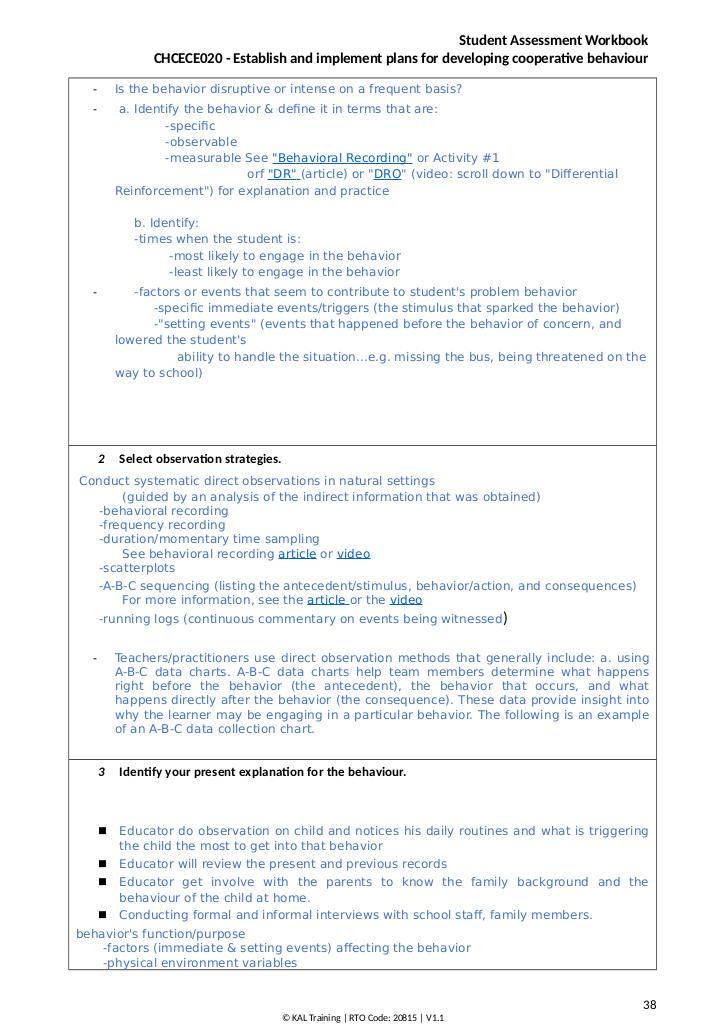 Student Assessment Workbook
CHCECE020 - Establish and implement plans for developing cooperative behaviour
- Is the behavior disruptive or intense on a frequent basis?
- a. Identify the behavior & define it in terms that are:
-specific
-observable
-measurable See "Behavioral Recording" or Activity #1
orf "DR" (article) or "DRO" (video: scroll down to "Differential
Reinforcement") for explanation and practice
b. Identify:
-times when the student is:
-most likely to engage in the behavior
-least likely to engage in the behavior
- -factors or events that seem to contribute to student's problem behavior
-specific immediate events/triggers (the stimulus that sparked the behavior)
-"setting events" (events that happened before the behavior of concern, and
lowered the student's
ability to handle the situation...e.g. missing the bus, being threatened on the
way to school)
2 Select observation strategies.
Conduct systematic direct observations in natural settings
(guided by an analysis of the indirect information that was obtained)
-behavioral recording
-frequency recording
-duration/momentary time sampling
See behavioral recording article or video
-scatterplots
-A-B-C sequencing (listing the antecedent/stimulus, behavior/action, and consequences)
For more information, see the article or the video
-running logs (continuous commentary on events being witnessed)
- Teachers/practitioners use direct observation methods that generally include: a. using
A-B-C data charts. A-B-C data charts help team members determine what happens
right before the behavior (the antecedent), the behavior that occurs, and what
happens directly after the behavior (the consequence). These data provide insight into
why the learner may be engaging in a particular behavior. The following is an example
of an A-B-C data collection chart.
3 Identify your present explanation for the behaviour.
■ Educator do observation on child and notices his daily routines and what is triggering
the child the most to get into that behavior
■ Educator will review the present and previous records
■ Educator get involve with the parents to know the family background and the
behaviour of the child at home.
■ Conducting formal and informal interviews with school staff, family members.
behavior's function/purpose
-factors (immediate & setting events) affecting the behavior
-physical environment variables
38
© KAL Training | RTO Code: 20815 | V1.1